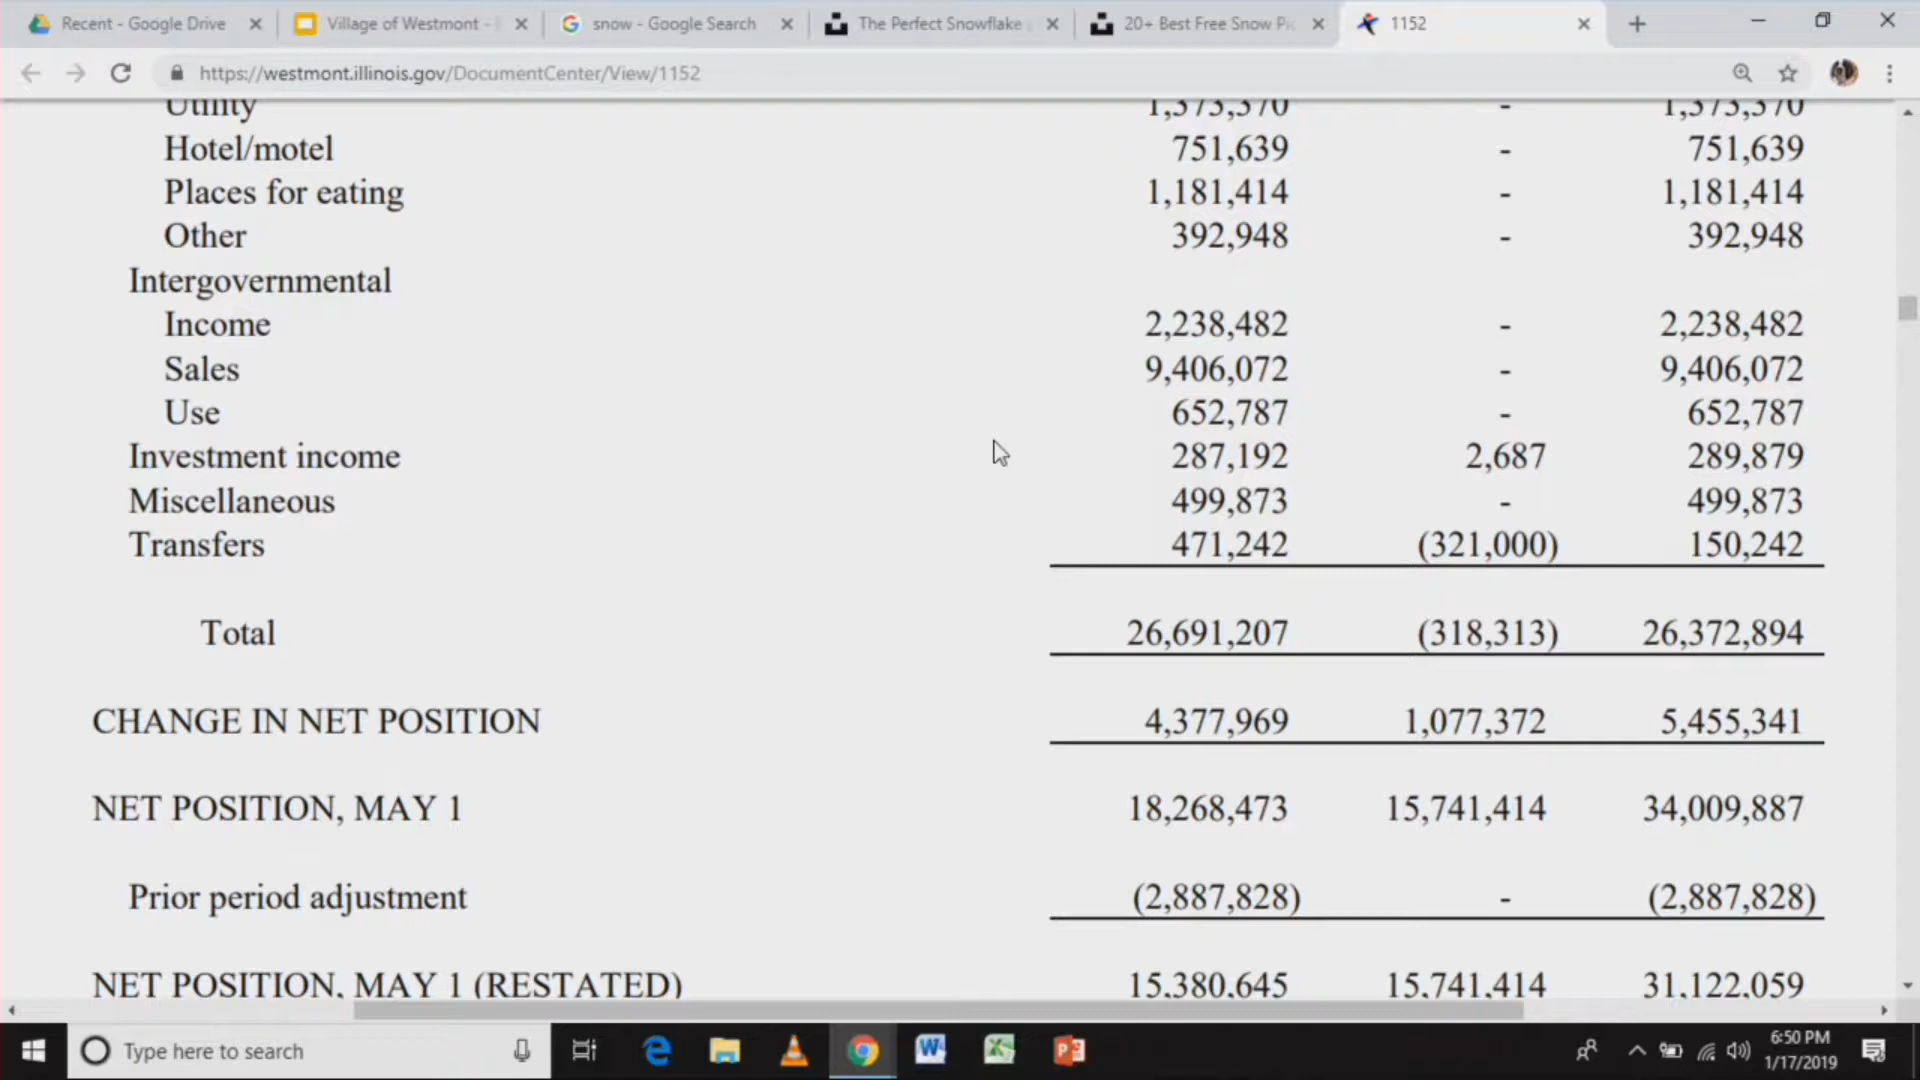 Recent - Google Drive
Village of Westmont -
snow - Google Search
The Perfect Snowflake
20+ Best Free Snow Pic
1152
https://westmont.illinois.gov/DocumentCenter/View/1152
Utility 1,373,370 - 1,373,370
Hotel/motel 751,639 - 751,639
Places for eating 1,181,414 - 1,181,414
Other 392,948 - 392,948
Intergovernmental
Income 2,238,482 - 2,238,482
Sales 9,406,072 - 9,406,072
Use 652,787 - 652,787
Investment income 287,192 2,687 289,879
Miscellaneous 499,873 - 499,873
Transfers 471,242 (321,000) 150,242
Total 26,691,207 (318,313) 26,372,894
CHANGE IN NET POSITION 4,377,969 1,077,372 5,455,341
NET POSITION, MAY 1 18,268,473 15,741,414 34,009,887
Prior period adjustment (2,887,828) - (2,887,828)
NET POSITION, MAY 1 (RESTATED) 15,380,645 15,741,414 31,122,059
Type here to search
6:50 PM
1/17/2019